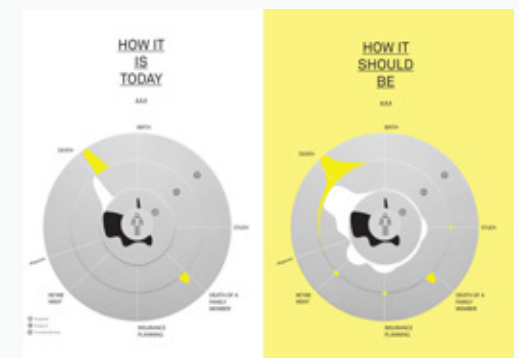 HOW IT
IS
TODAY
BIRTH
DEATH
STUDY
DEATH OF A
FAMILY
MEMBER
INSURANCE
PLANNING
RETIRE
MENT
HOW IT
SHOULD
BE
BIRTH
DEATH
STUDY
DEATH OF A
FAMILY
MEMBER
INSURANCE
PLANNING
RETIRE
MENT